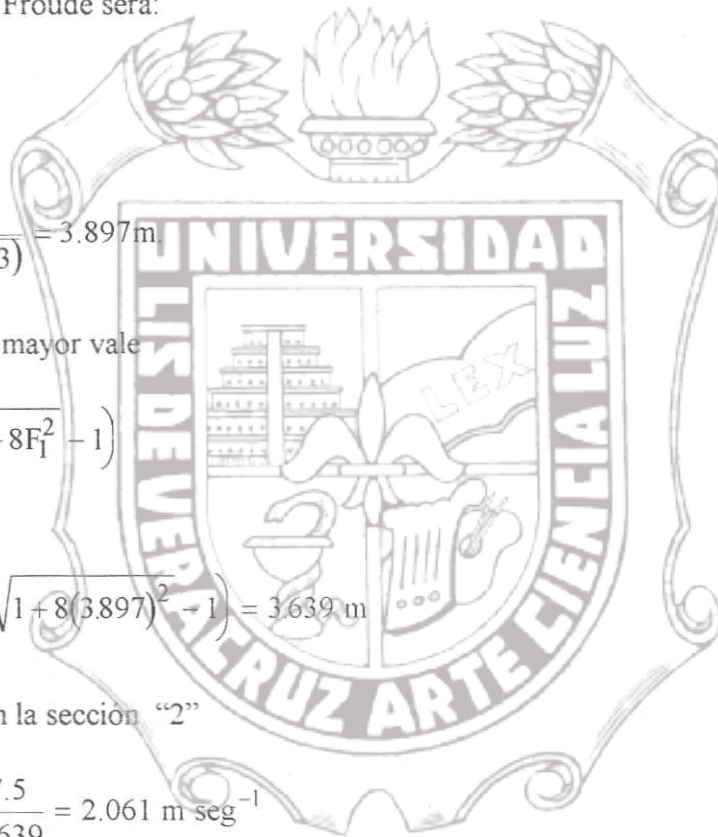 Froude será:
3) = 3.897m.
mayor vale
8F₁² - 1)
√1 + 8(3.897)² - 1) = 3.639 m
la sección "2"
7.5 / 639 = 2.061 m seg⁻¹
UNIVERSIDAD
LIS DE VERACRUZ ARTE CIENCIA LUZ
LEX